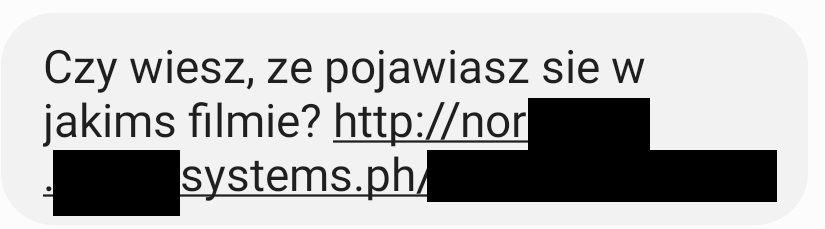 Czy wiesz, ze pojawiasz sie w
jakims filmie? http://nor
.systems.ph/